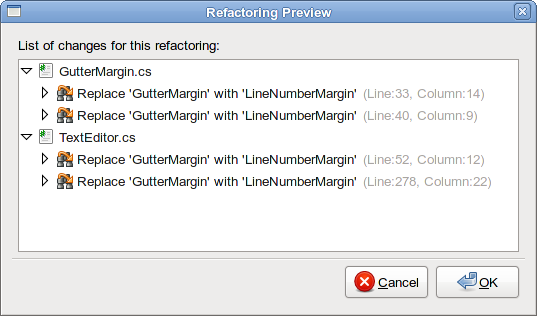 Refactoring Preview
List of changes for this refactoring:
GutterMargin.cs
Replace 'GutterMargin' with 'LineNumberMargin' (Line:33, Column:14)
Replace 'GutterMargin' with 'LineNumberMargin' (Line:40, Column:9)
TextEditor.cs
Replace 'GutterMargin' with 'LineNumberMargin' (Line:52, Column:12)
Replace 'GutterMargin' with 'LineNumberMargin' (Line:278, Column:22)
Cancel OK